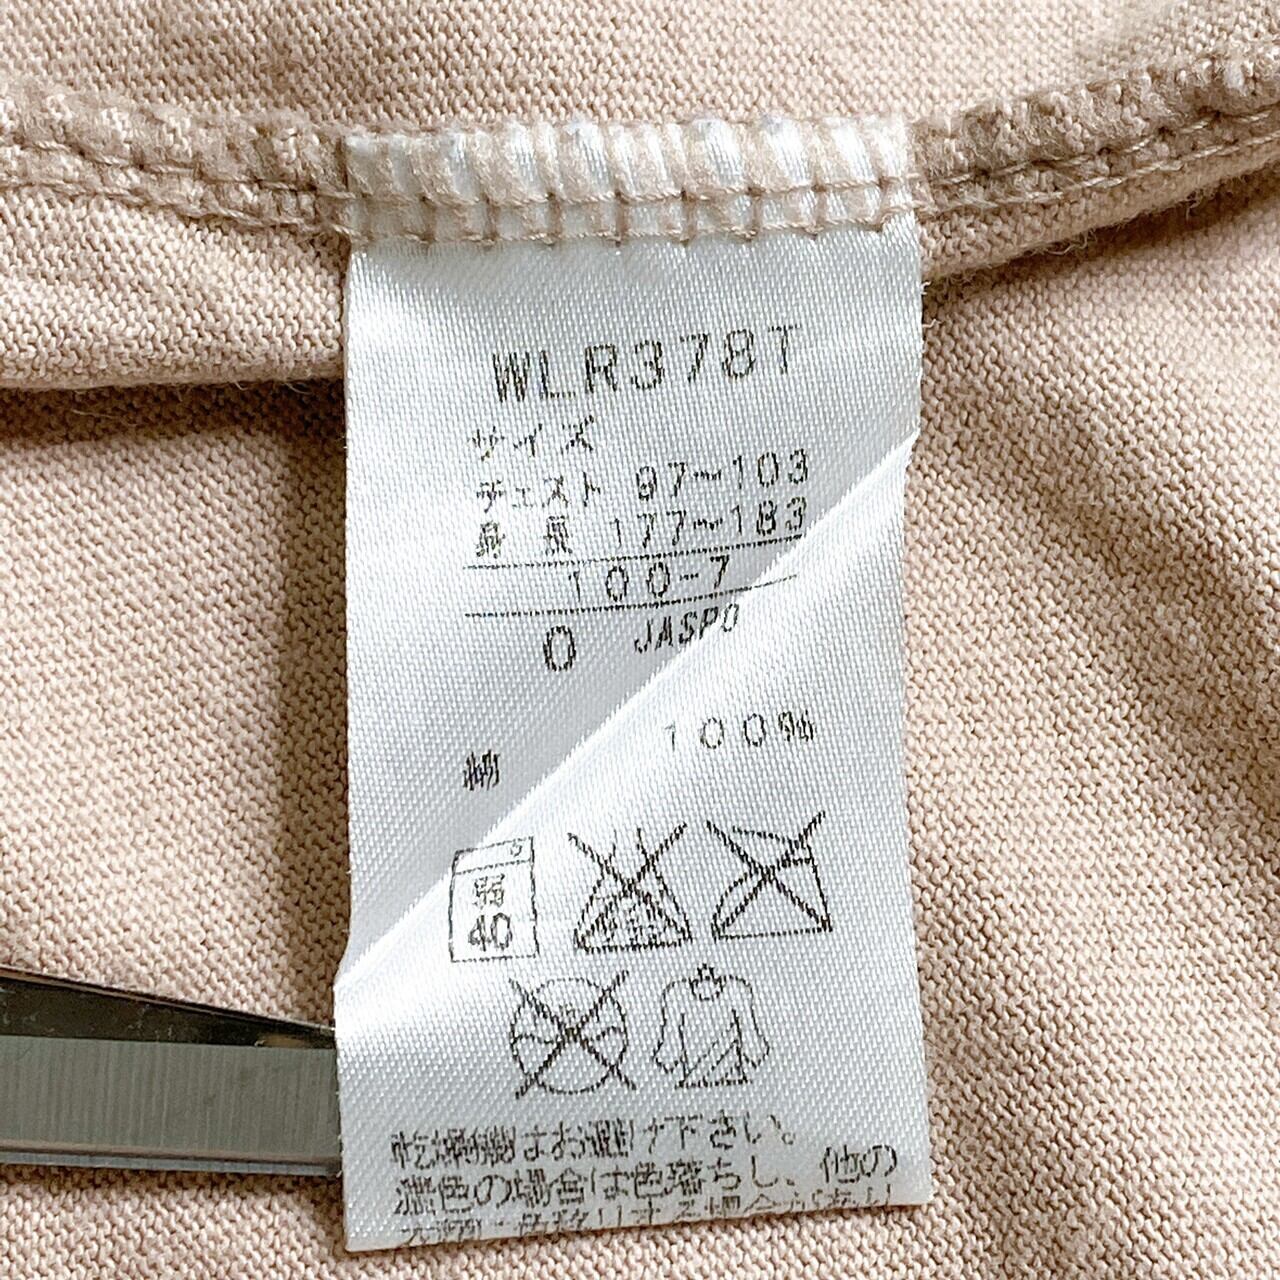 WLR378T
サイズ
チェスト 97~103
身長 177~183
100-7
O JASPO
綿 100%
弱
40
乾燥機はお避け下さい。
濃色の場合は色落ちし、他の